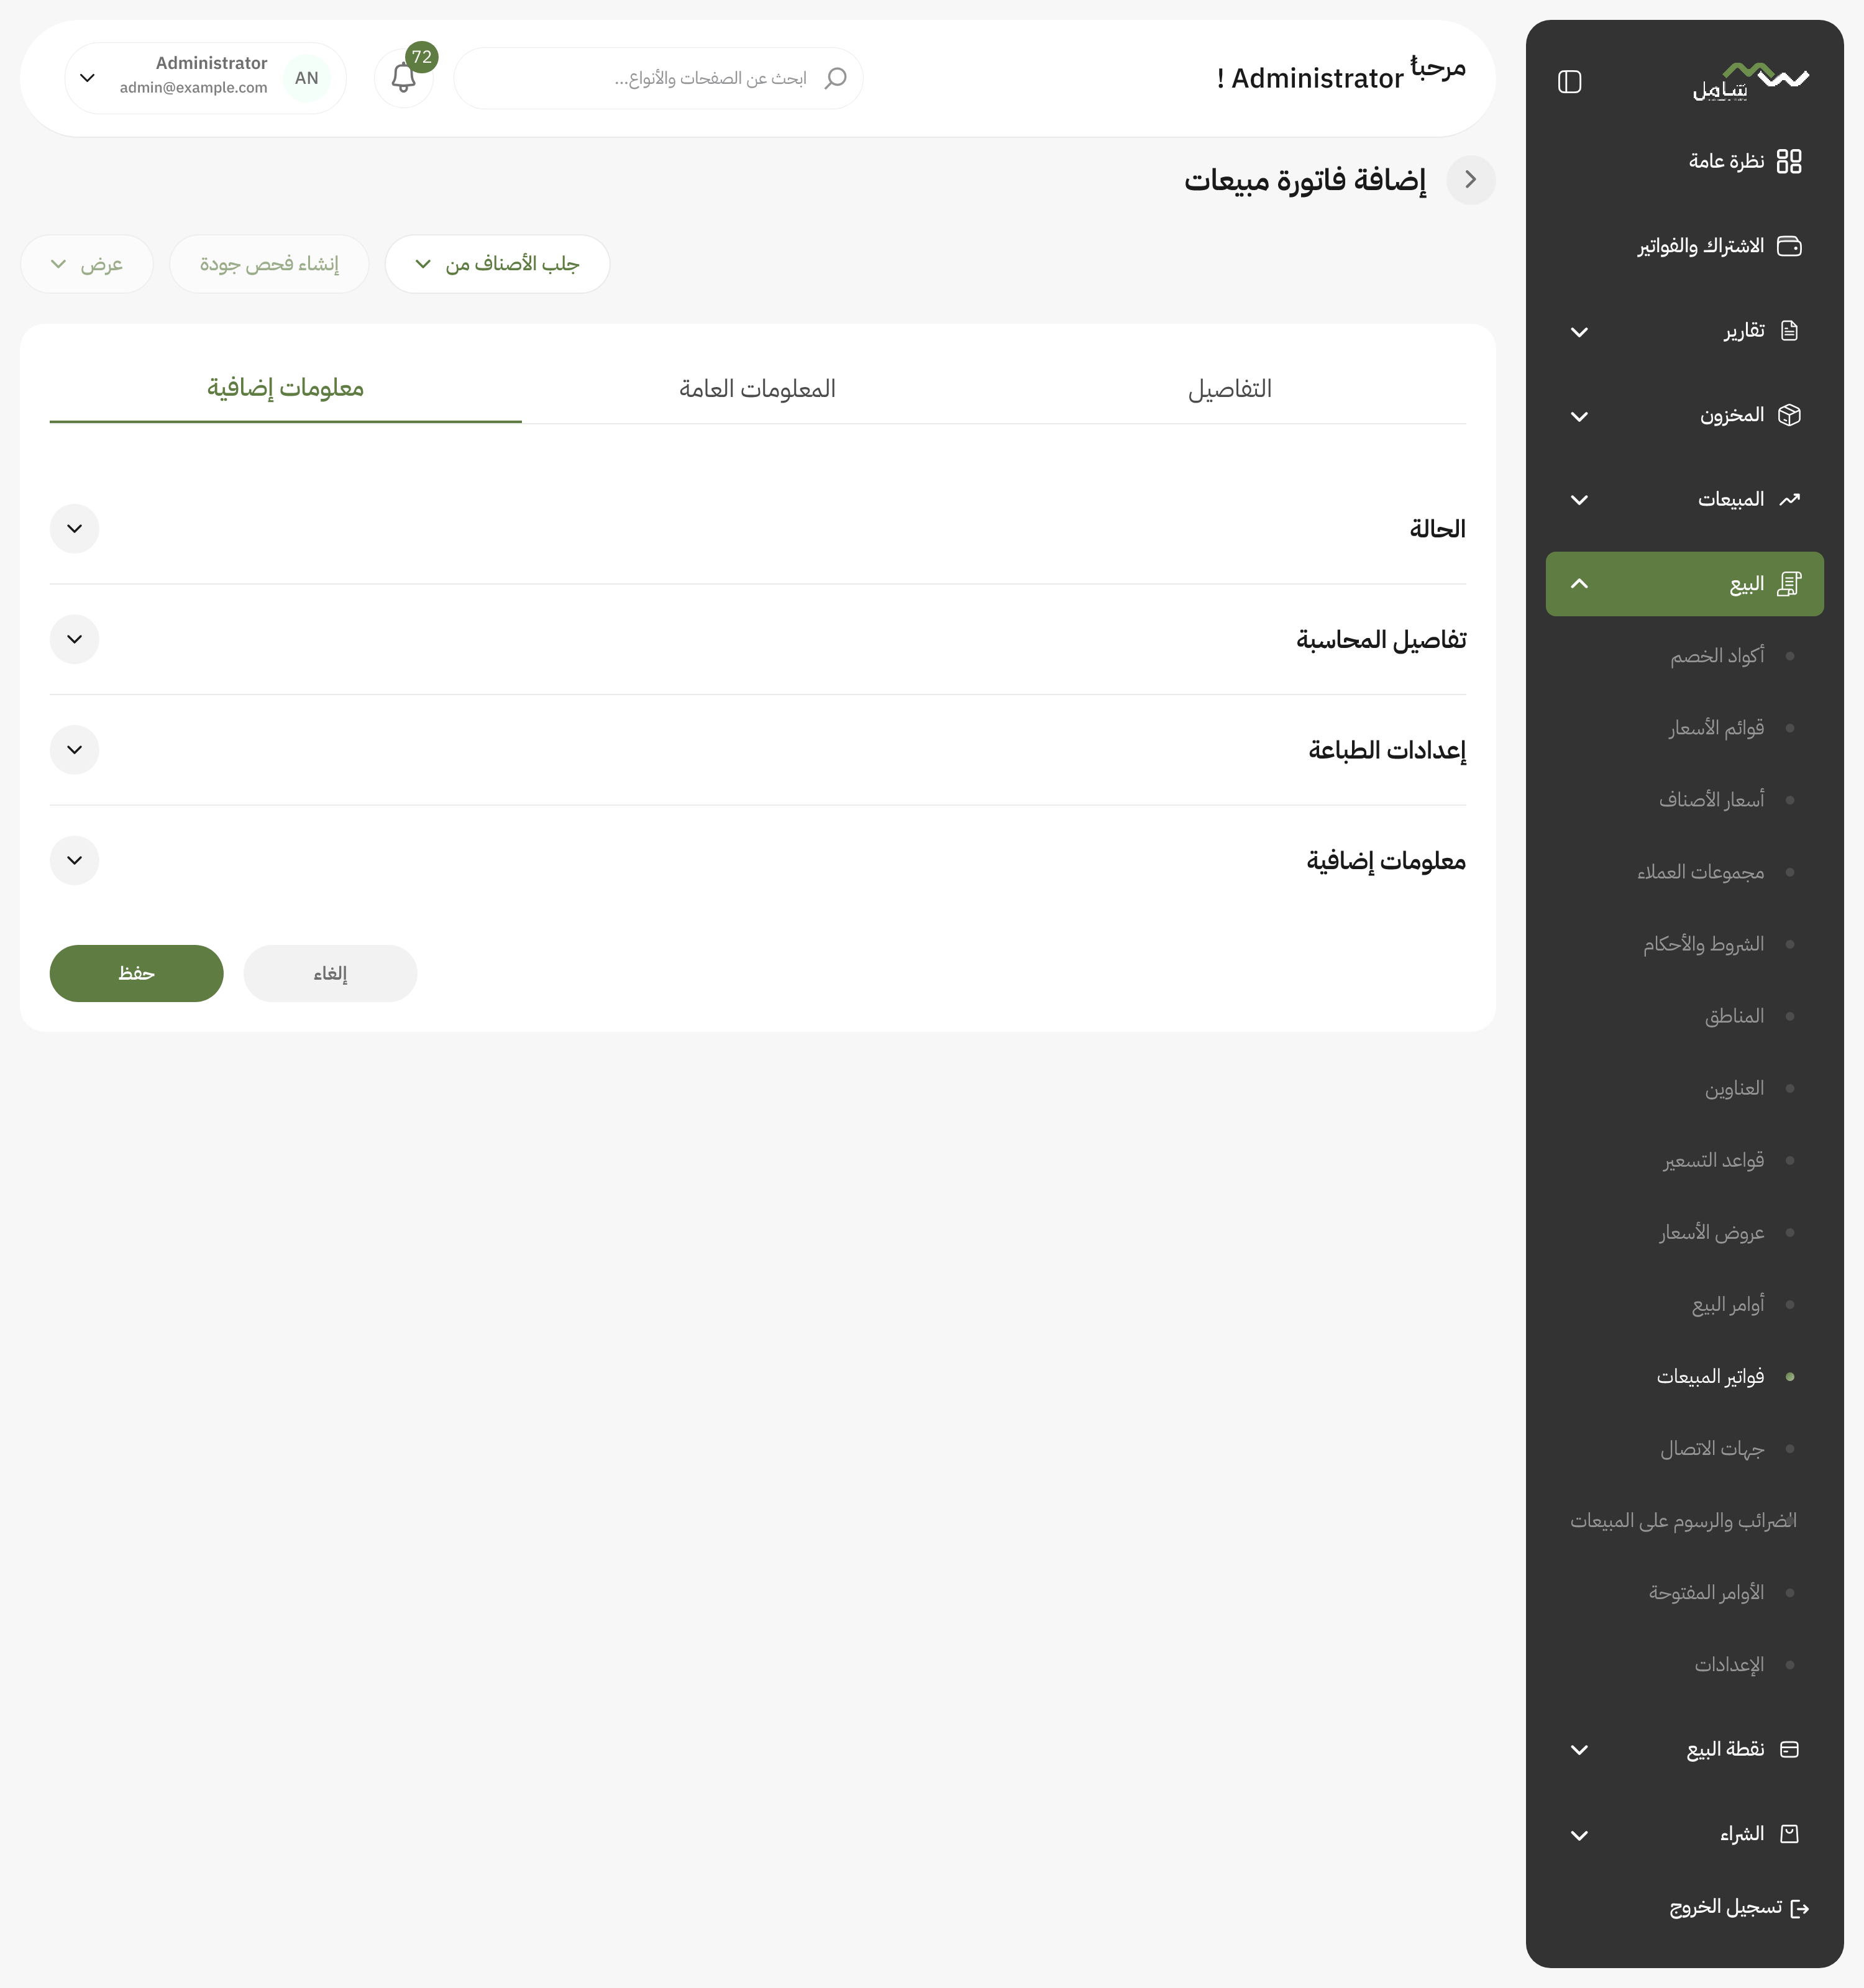 شامل
نظرة عامة
الاشتراك والفواتير
تقارير
المخزون
المبيعات
البيع
أكواد الخصم
قوائم الأسعار
أسعار الأصناف
مجموعات العملاء
الشروط والأحكام
المناطق
العناوين
قواعد التسعير
عروض الأسعار
أوامر البيع
فواتير المبيعات
جهات الاتصال
الضرائب والرسوم على المبيعات
الأوامر المفتوحة
الإعدادات
نقطة البيع
الشراء
تسجيل الخروج
مرحباً Administrator !
ابحث عن الصفحات والأنواع...
72
AN
Administrator
admin@example.com
إضافة فاتورة مبيعات
جلب الأصناف من
إنشاء فحص جودة
عرض
التفاصيل
المعلومات العامة
معلومات إضافية
الحالة
تفاصيل المحاسبة
إعدادات الطباعة
معلومات إضافية
إلغاء
حفظ